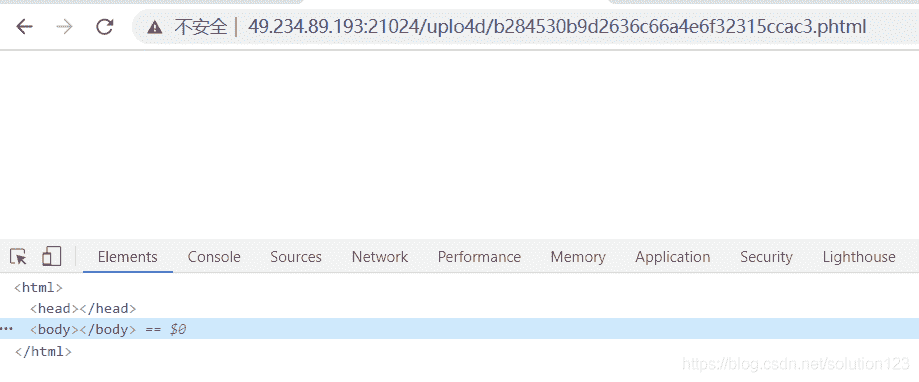 不安全 | 49.234.89.193:21024/uplo4d/b284530b9d2636c66a4e6f32315ccac3.phtml
Elements Console Sources Network Performance Memory Application Security Lighthouse
<html>
<head></head>
••• <body></body> == $0
</html>
https://blog.csdn.net/solution123